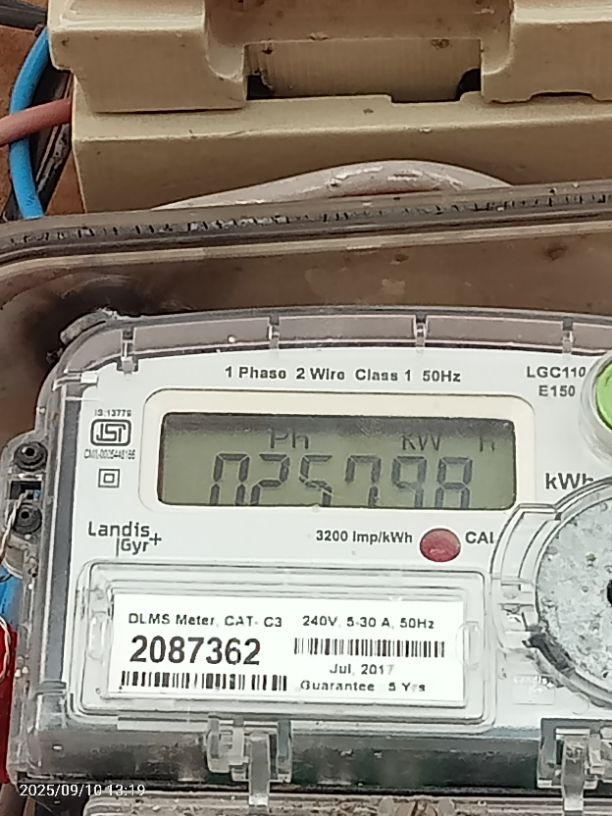 1 Phase 2 Wire Class 1 50Hz
LGC110
E150
IS:13779
Ph kW H
025798
kWh
Landis
Gyr+
3200 Imp/kWh
CAL
DLMS Meter, CAT- C3
240V, 5-30 A, 50Hz
2087362
Jul, 2017
Guarantee 5 Yrs
2025/09/10 13:19